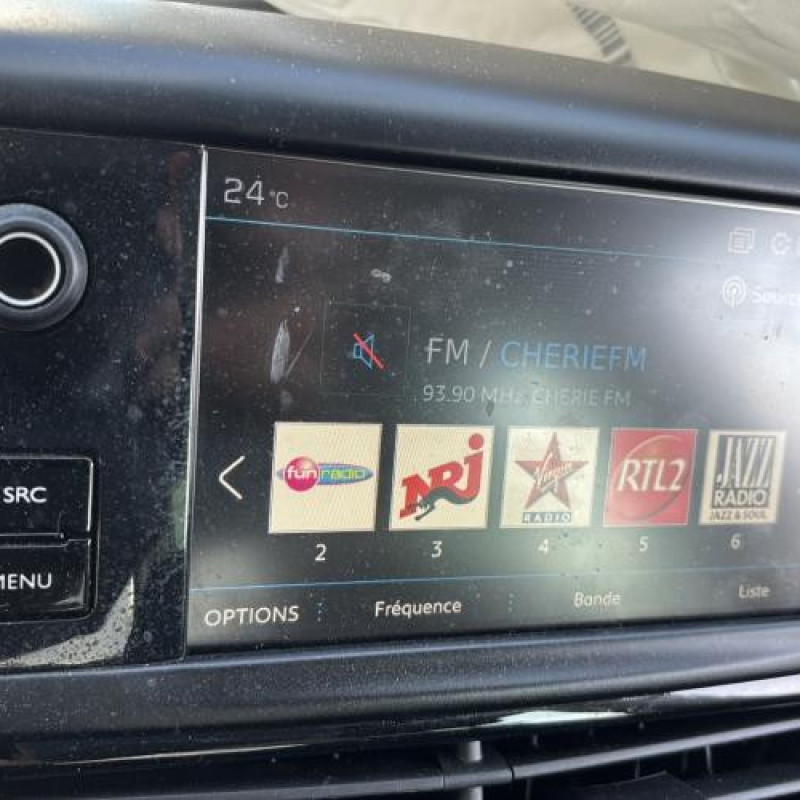 24°C
Source
FM / CHERIEFM
93.90 MHz CHERIE FM
fun radio
NRJ
Virgin
RADIO
RTL2
JAZZ
RADIO
JAZZ & SOUL
2 3 4 5 6
SRC
MENU
OPTIONS Fréquence Bande Liste